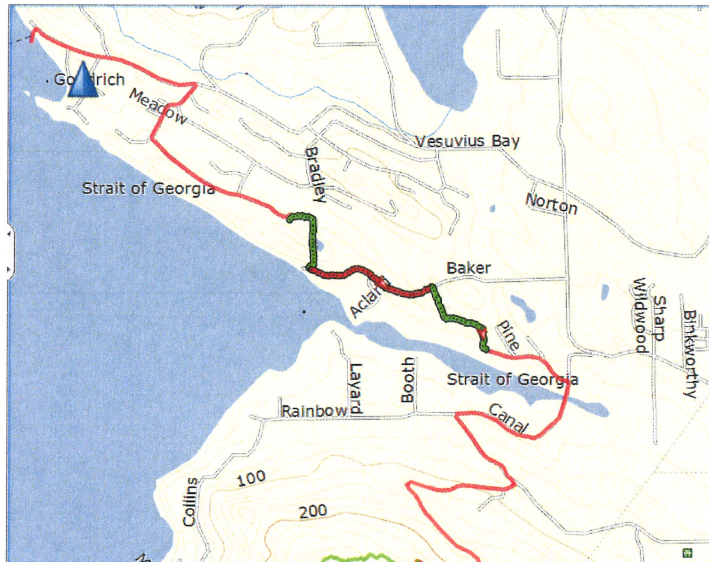 Meadow
Bradley
Vesuvius Bay
Strait of Georgia
Norton
Baker
Pine
Wildwood
Sharp
Binkworthy
Strait of Georgia
Layard
Booth
Rainbow
Canal
Collins
100
200